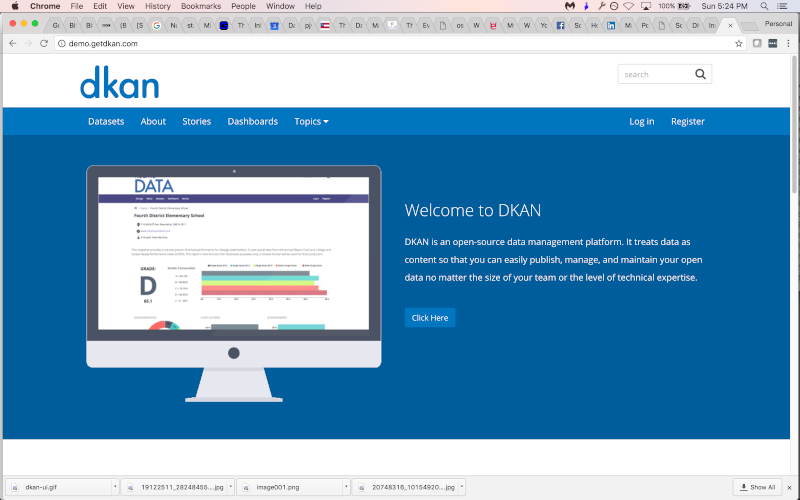 Chrome File Edit View History Bookmarks People Window Help 100% Sun 5:24 PM
Personal
demo.getdkan.com
dkan
search
Datasets About Stories Dashboards Topics Log in Register
DATA
Fourth District Elementary School
GRADE:
D
65.1
Welcome to DKAN
DKAN is an open-source data management platform. It treats data as
content so that you can easily publish, manage, and maintain your open
data no matter the size of your team or the level of technical expertise.
Click Here
dkan-ui.gif 19122511_28248455....jpg image001.png 20748316_10154920....jpg Show All